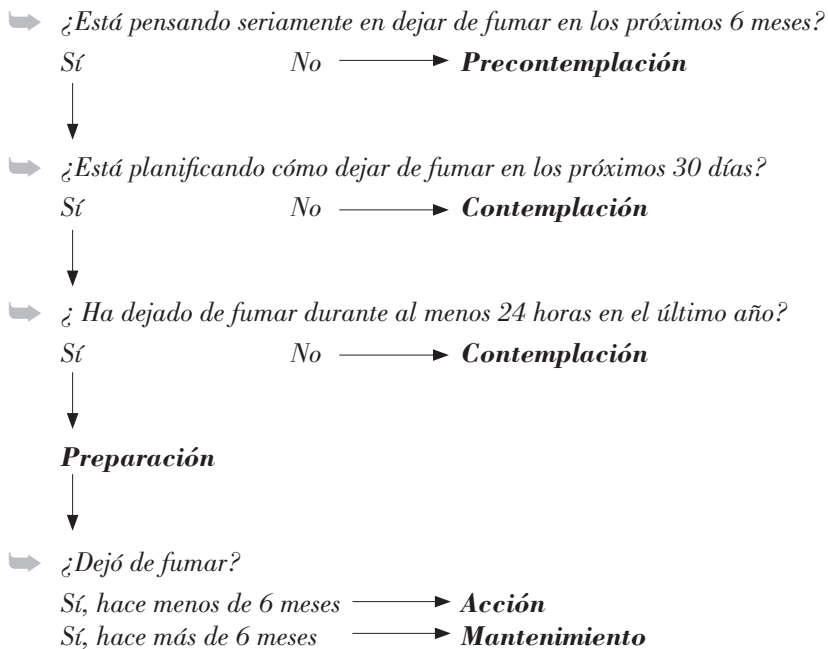 ¿Está pensando seriamente en dejar de fumar en los próximos 6 meses?
Sí No Precontemplación
¿Está planificando cómo dejar de fumar en los próximos 30 días?
Sí No Contemplación
¿ Ha dejado de fumar durante al menos 24 horas en el último año?
Sí No Contemplación
Preparación
¿Dejó de fumar?
Sí, hace menos de 6 meses Acción
Sí, hace más de 6 meses Mantenimiento